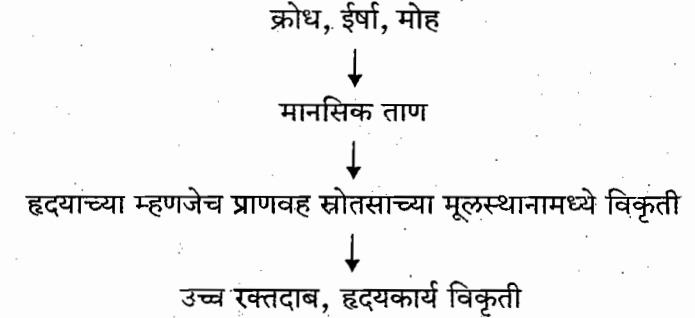 क्रोध, ईर्षा, मोह
मानसिक ताण
हृदयाच्या म्हणजेच प्राणवह स्रोतसाच्या मूलस्थानामध्ये विकृती
उच्च रक्तदाब, हृदयकार्य विकृती